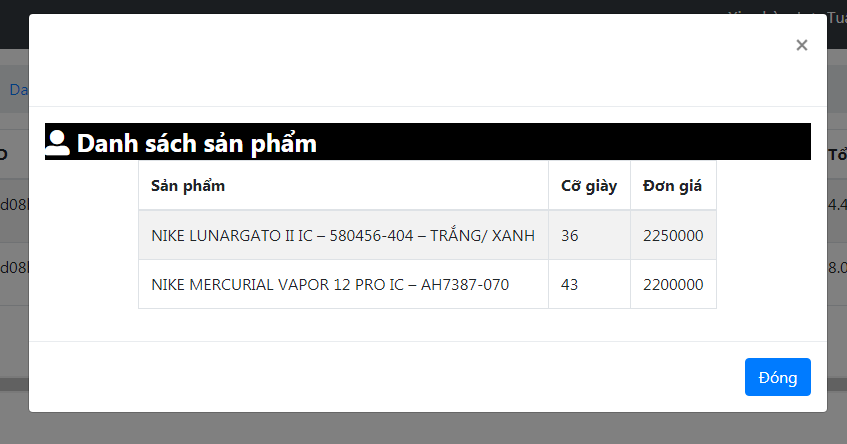 ×
Da
Danh sách sản phẩm
Sản phẩm Cỡ giày Đơn giá
NIKE LUNARGATO II IC – 580456-404 – TRẮNG/ XANH 36 2250000
NIKE MERCURIAL VAPOR 12 PRO IC – AH7387-070 43 2200000
Đóng